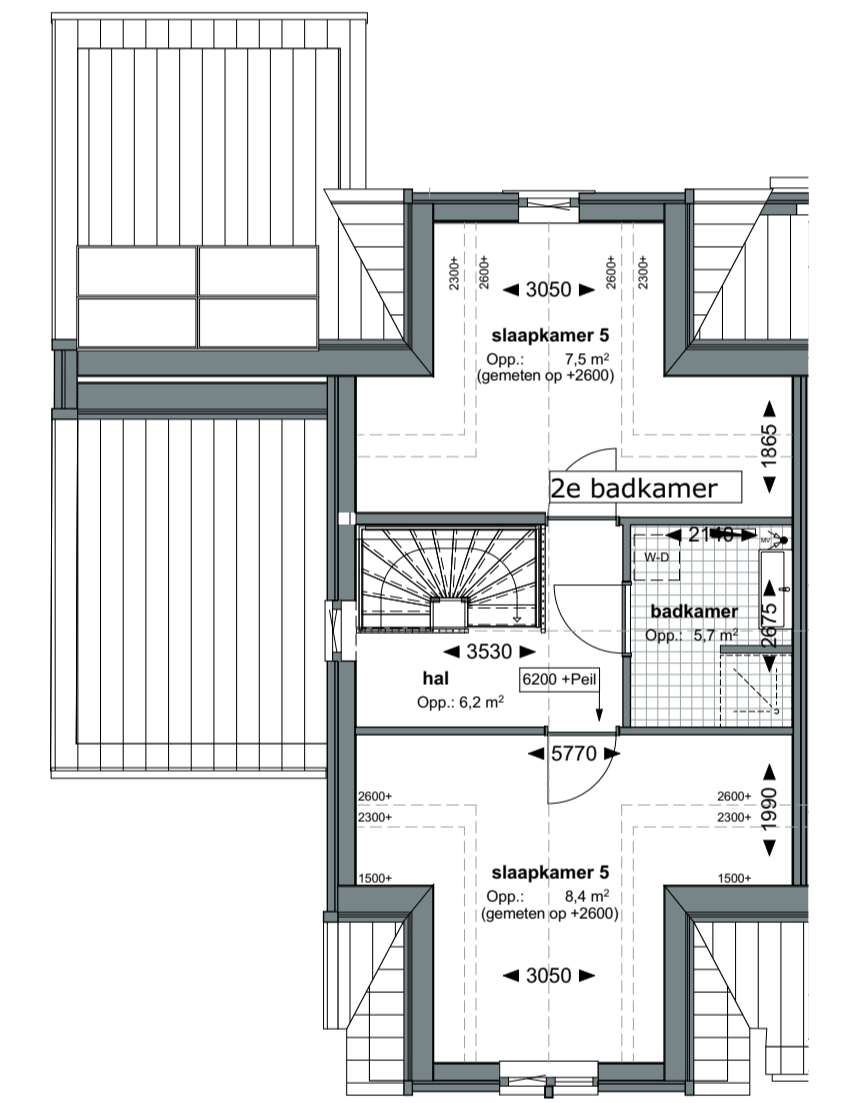 2300+
2600+
3050
2600+
2300+
slaapkamer 5
Opp.: 7,5 m²
(gemeten op +2600)
1865
2e badkamer
2140
MV
W-D
badkamer
Opp.: 5,7 m²
2675
3530
hal
Opp.: 6,2 m²
6200 +Peil
5770
2600+
2300+
1500+
2600+
2300+
1500+
1990
slaapkamer 5
Opp.: 8,4 m²
(gemeten op +2600)
3050